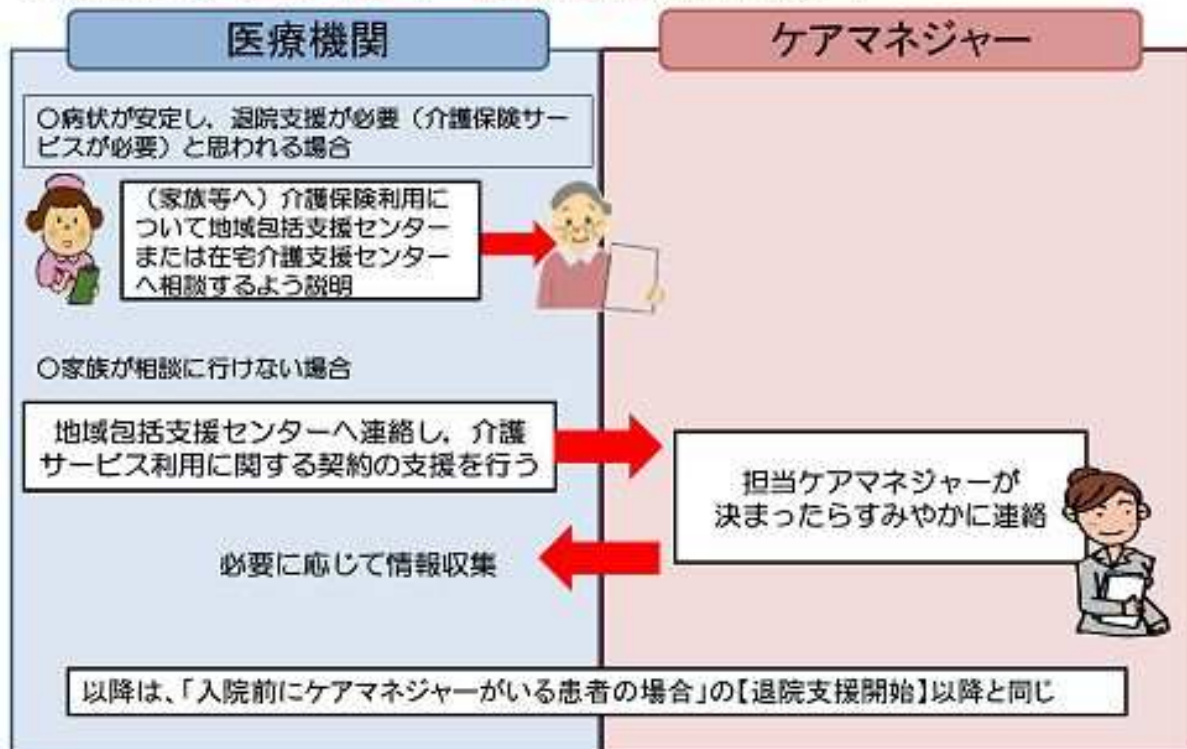 医療機関
ケアマネジャー
○病状が安定し、退院支援が必要（介護保険サー
ビスが必要）と思われる場合
（家族等へ）介護保険利用に
ついて地域包括支援センター
または在宅介護支援センター
へ相談するよう説明
○家族が相談に行けない場合
地域包括支援センターへ連絡し、介護
サービス利用に関する契約の支援を行う
担当ケアマネジャーが
決まったらすみやかに連絡
必要に応じて情報収集
以降は、「入院前にケアマネジャーがいる患者の場合」の【退院支援開始】以降と同じ